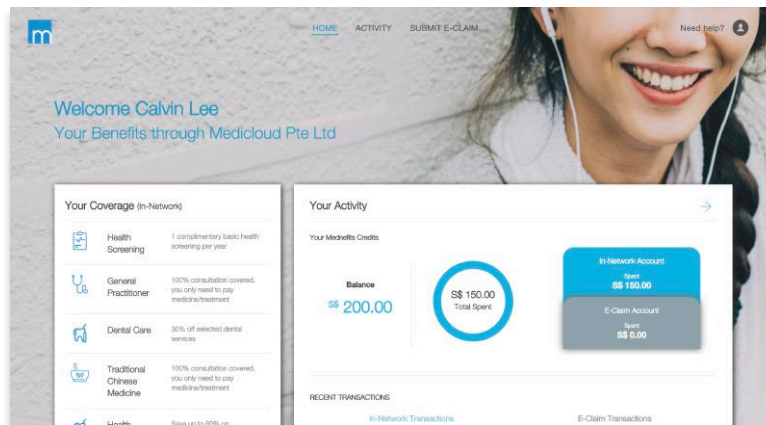 m
HOME ACTIVITY SUBMIT E-CLAIM Need help?
Welcome Calvin Lee
Your Benefits through Medicloud Pte Ltd
Your Coverage (In-Network)
Health
Screening
1 complimentary basic health
screening per year
General
Practitioner
100% consultation covered,
you only need to pay
medicine/treatment
Dental Care
30% off selected dental
services
Traditional
Chinese
Medicine
100% consultation covered,
you only need to pay
medicine/treatment
Health
Save up to 60% on
Your Activity
Your Mednefits Credits
Balance
S$ 200.00
S$ 150.00
Total Spent
In-Network Account
Spent
S$ 150.00
E-Claim Account
Spent
S$ 0.00
RECENT TRANSACTIONS
In-Network Transactions E-Claim Transactions